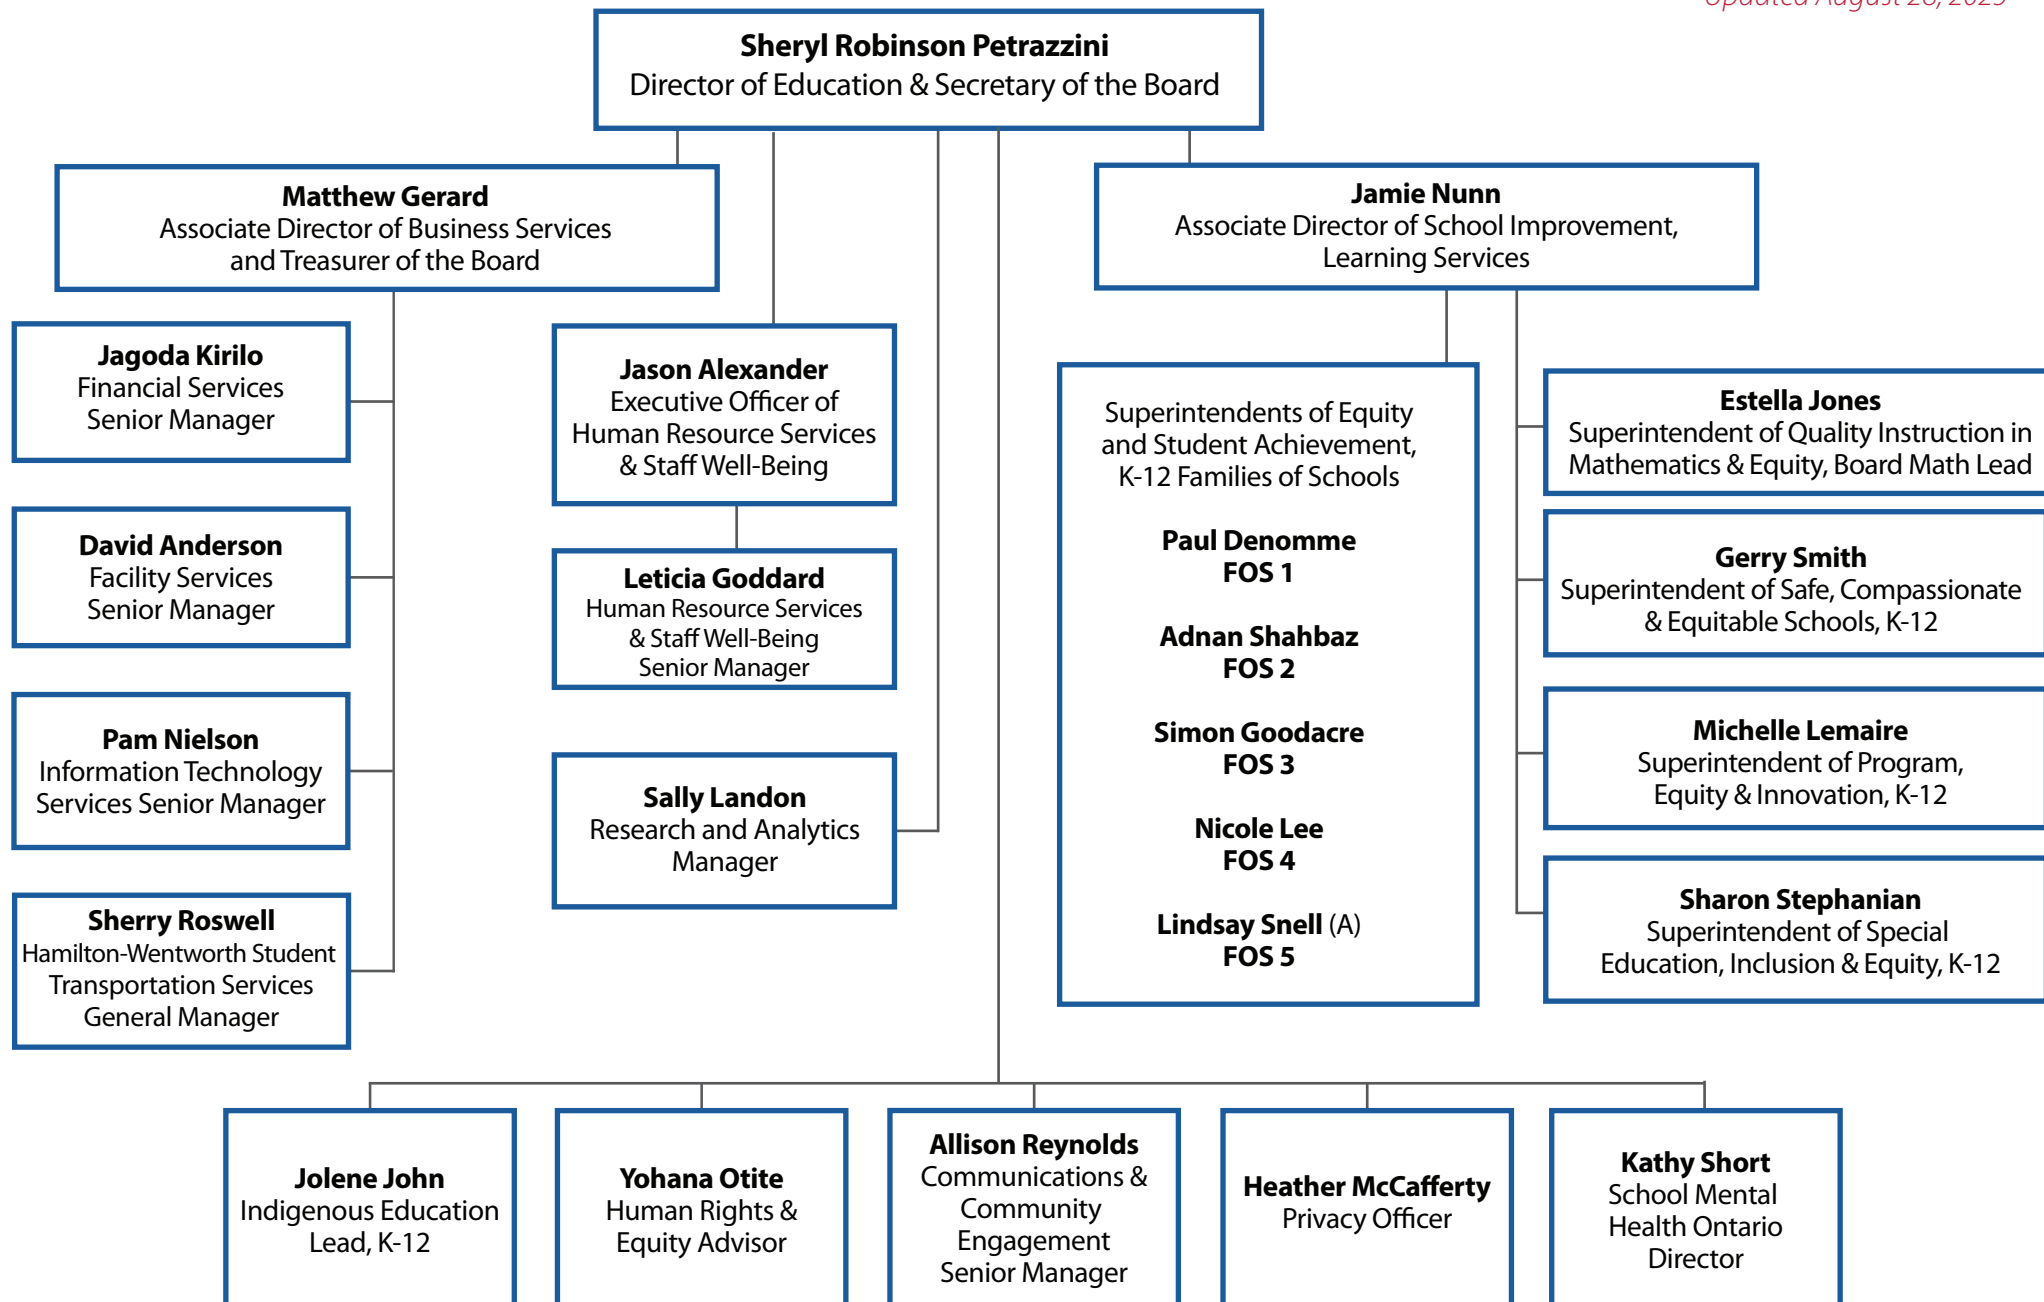 Updated August
Sheryl Robinson Petrazzini
Director of Education & Secretary of the Board
Matthew Gerard
Associate Director of Business Services
and Treasurer of the Board
Jamie Nunn
Associate Director of School Improvement,
Learning Services
Jagoda Kirilo
Financial Services
Senior Manager
David Anderson
Facility Services
Senior Manager
Pam Nielson
Information Technology
Services Senior Manager
Sherry Roswell
Hamilton-Wentworth Student
Transportation Services
General Manager
Jason Alexander
Executive Officer of
Human Resource Services
& Staff Well-Being
Leticia Goddard
Human Resource Services
& Staff Well-Being
Senior Manager
Sally Landon
Research and Analytics
Manager
Superintendents of Equity
and Student Achievement,
K-12 Families of Schools
Paul Denomme
FOS 1
Adnan Shahbaz
FOS 2
Simon Goodacre
FOS 3
Nicole Lee
FOS 4
Lindsay Snell (A)
FOS 5
Estella Jones
Superintendent of Quality Instruction in
Mathematics & Equity, Board Math Lead
Gerry Smith
Superintendent of Safe, Compassionate
& Equitable Schools, K-12
Michelle Lemaire
Superintendent of Program,
Equity & Innovation, K-12
Sharon Stephanian
Superintendent of Special
Education, Inclusion & Equity, K-12
Jolene John
Indigenous Education
Lead, K-12
Yohana Otite
Human Rights &
Equity Advisor
Allison Reynolds
Communications &
Community
Engagement
Senior Manager
Heather McCafferty
Privacy Officer
Kathy Short
School Mental
Health Ontario
Director